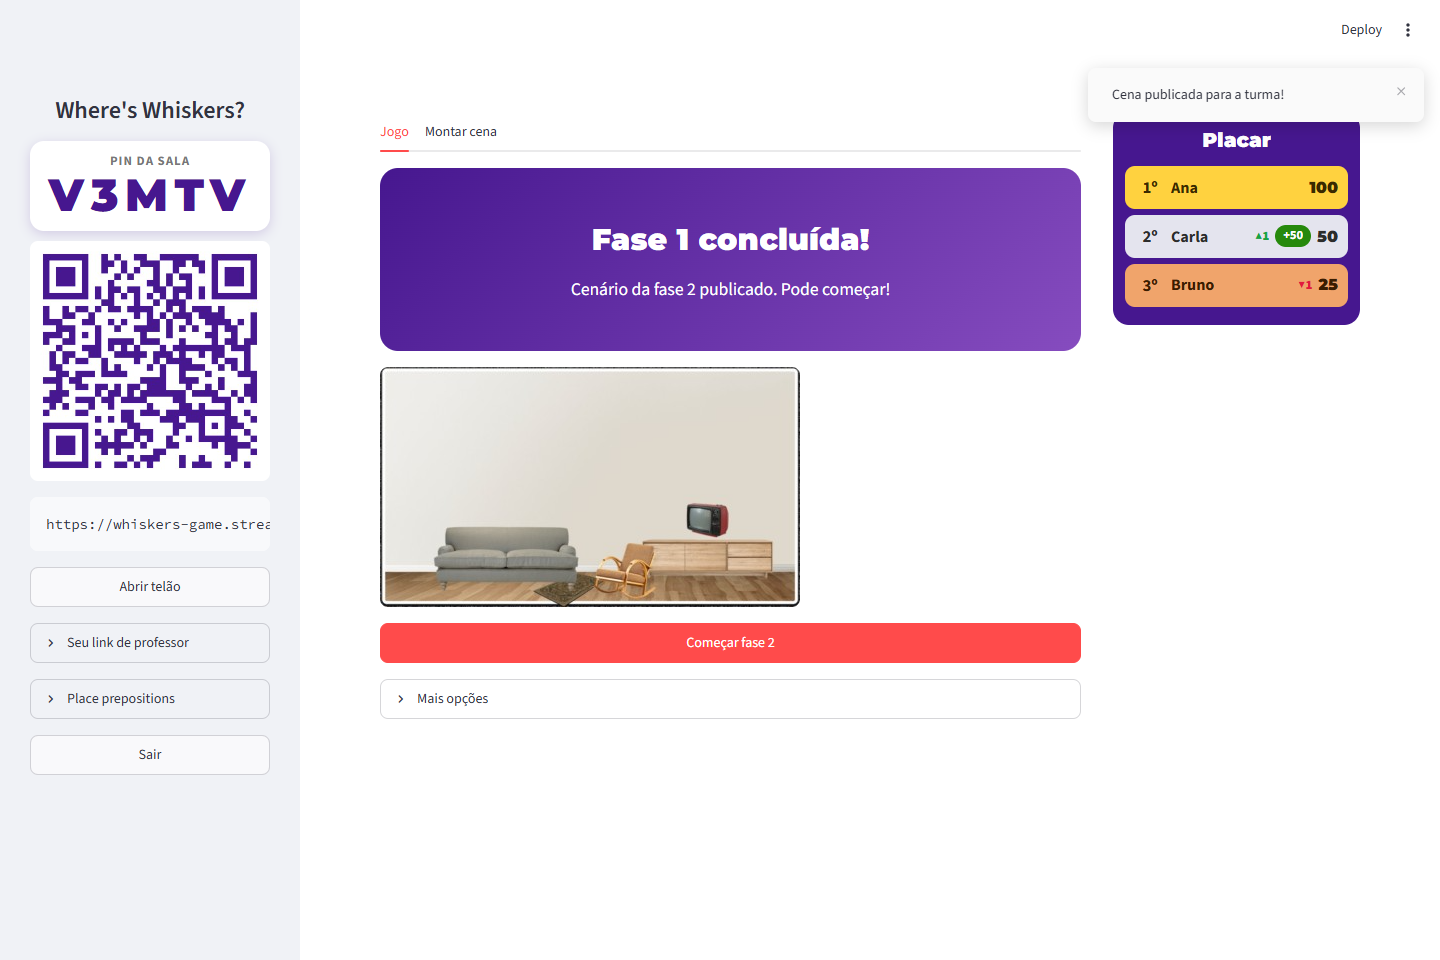 Deploy
Cena publicada para a turma!
Where's Whiskers?
PIN DA SALA
V3MTV
https://whiskers-game.strea
Abrir telão
Seu link de professor
Place prepositions
Sair
Jogo Montar cena
Fase 1 concluída!
Cenário da fase 2 publicado. Pode começar!
Começar fase 2
Mais opções
Placar
1º Ana 100
2º Carla ▲1 +50 50
3º Bruno ▼1 25